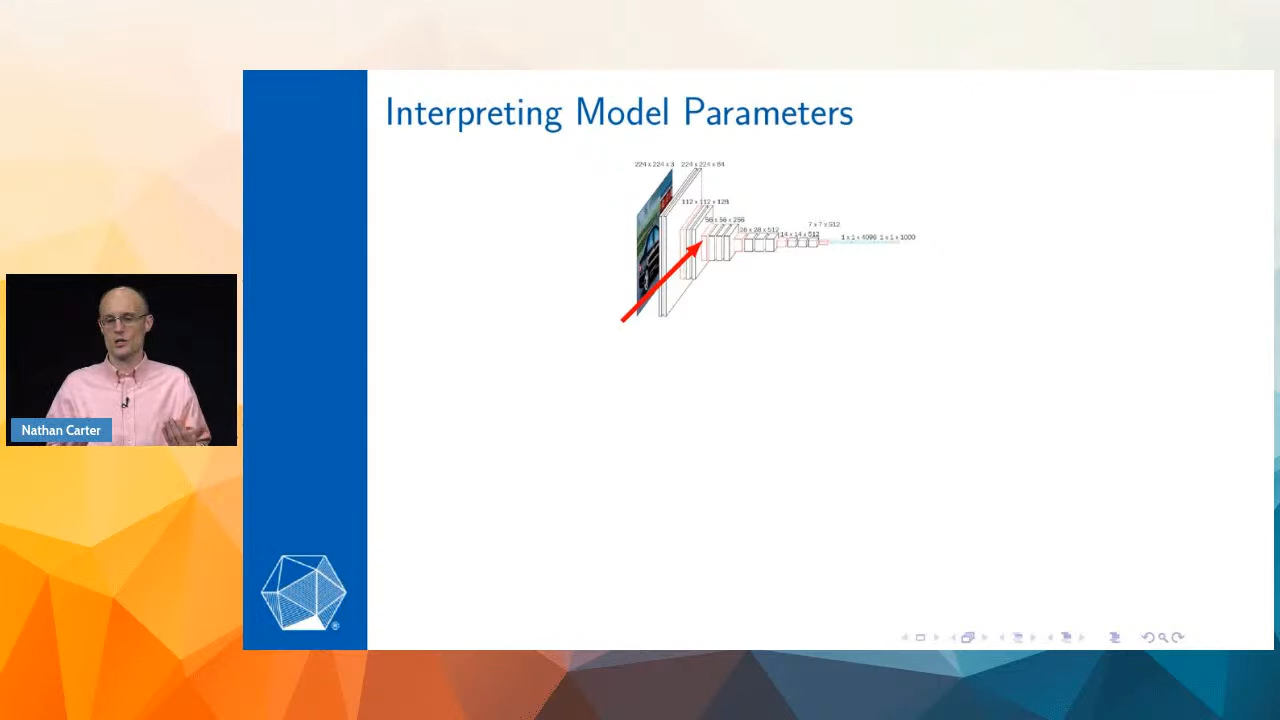 Interpreting Model Parameters
224 x 224 x 3 224 x 224 x 64
112 x 112 x 128
56 x 56 x 256
28 x 28 x 512
14 x 14 x 512
7 x 7 x 512
1 x 1 x 4096 1 x 1 x 1000
Nathan Carter
®